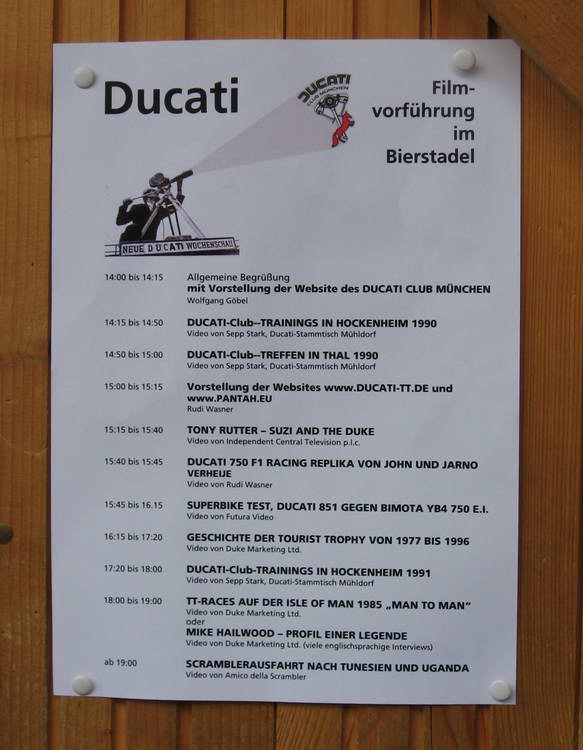 Ducati
DUCATI
CLUB MÜNCHEN
Film-
vorführung
im
Bierstadel
NEUE DUCATI WOCHENSCHAU
14:00 bis 14:15 Allgemeine Begrüßung
mit Vorstellung der Website des DUCATI CLUB MÜNCHEN
Wolfgang Göbel
14:15 bis 14:50 DUCATI-Club--TRAININGS IN HOCKENHEIM 1990
Video von Sepp Stark, Ducati-Stammtisch Mühldorf
14:50 bis 15:00 DUCATI-Club--TREFFEN IN THAL 1990
Video von Sepp Stark, Ducati-Stammtisch Mühldorf
15:00 bis 15:15 Vorstellung der Websites www.DUCATI-TT.DE und
www.PANTAH.EU
Rudi Wasner
15:15 bis 15:40 TONY RUTTER – SUZI AND THE DUKE
Video von Independent Central Television p.l.c.
15:40 bis 15:45 DUCATI 750 F1 RACING REPLIKA VON JOHN UND JARNO
VERHEIJE
Video von Rudi Wasner
15:45 bis 16.15 SUPERBIKE TEST, DUCATI 851 GEGEN BIMOTA YB4 750 E.I.
Video von Futura Video
16:15 bis 17:20 GESCHICHTE DER TOURIST TROPHY VON 1977 BIS 1996
Video von Duke Marketing Ltd.
17:20 bis 18:00 DUCATI-Club-TRAININGS IN HOCKENHEIM 1991
Video von Sepp Stark, Ducati-Stammtisch Mühldorf
18:00 bis 19:00 TT-RACES AUF DER ISLE OF MAN 1985 „MAN TO MAN“
Video von Duke Marketing Ltd.
oder
MIKE HAILWOOD – PROFIL EINER LEGENDE
Video von Duke Marketing Ltd. (viele englischsprachige Interviews)
ab 19:00 SCRAMBLERAUSFAHRT NACH TUNESIEN UND UGANDA
Video von Amico della Scrambler